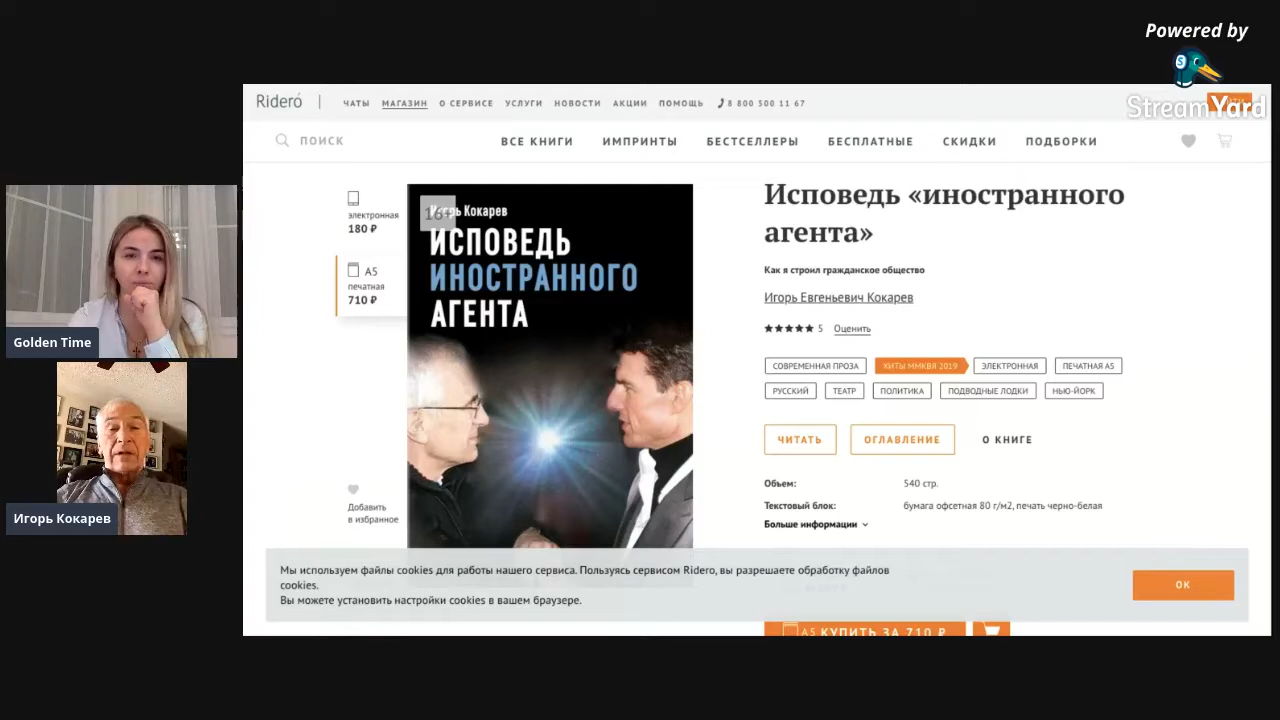 Powered by
StreamYard
Rideró
ЧАТЫ МАГАЗИН О СЕРВИСЕ УСЛУГИ НОВОСТИ АКЦИИ ПОМОЩЬ 8 800 500 11 67
ПОИСК
ВСЕ КНИГИ ИМПРИНТЫ БЕСТСЕЛЛЕРЫ БЕСПЛАТНЫЕ СКИДКИ ПОДБОРКИ
электронная
180 ₽
А5
печатная
710 ₽
Добавить
в избранное
16+
Игорь Кокарев
ИСПОВЕДЬ
ИНОСТРАННОГО
АГЕНТА
Исповедь «иностранного
агента»
Как я строил гражданское общество
Игорь Евгеньевич Кокарев
5 Оценить
СОВРЕМЕННАЯ ПРОЗА ХИТЫ ММКВЯ 2019 ЭЛЕКТРОННАЯ ПЕЧАТНАЯ А5
РУССКИЙ ТЕАТР ПОЛИТИКА ПОДВОДНЫЕ ЛОДКИ НЬЮ-ЙОРК
ЧИТАТЬ ОГЛАВЛЕНИЕ О КНИГЕ
Объем: 540 стр.
Текстовый блок: бумага офсетная 80 г/м2, печать черно-белая
Больше информации
Мы используем файлы cookies для работы нашего сервиса. Пользуясь сервисом Ridero, вы разрешаете обработку файлов
cookies.
Вы можете установить настройки cookies в вашем браузере.
ОК
А5 КУПИТЬ ЗА 710 ₽
Golden Time
Игорь Кокарев